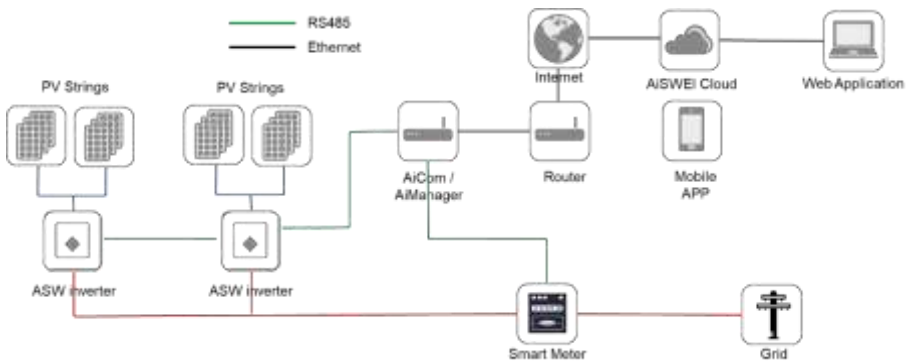 RS485
Ethernet
PV Strings
PV Strings
Internet
AiSWEI Cloud
Web Application
AiCom /
AiManager
Router
Mobile
APP
ASW inverter
ASW inverter
Smart Meter
Grid